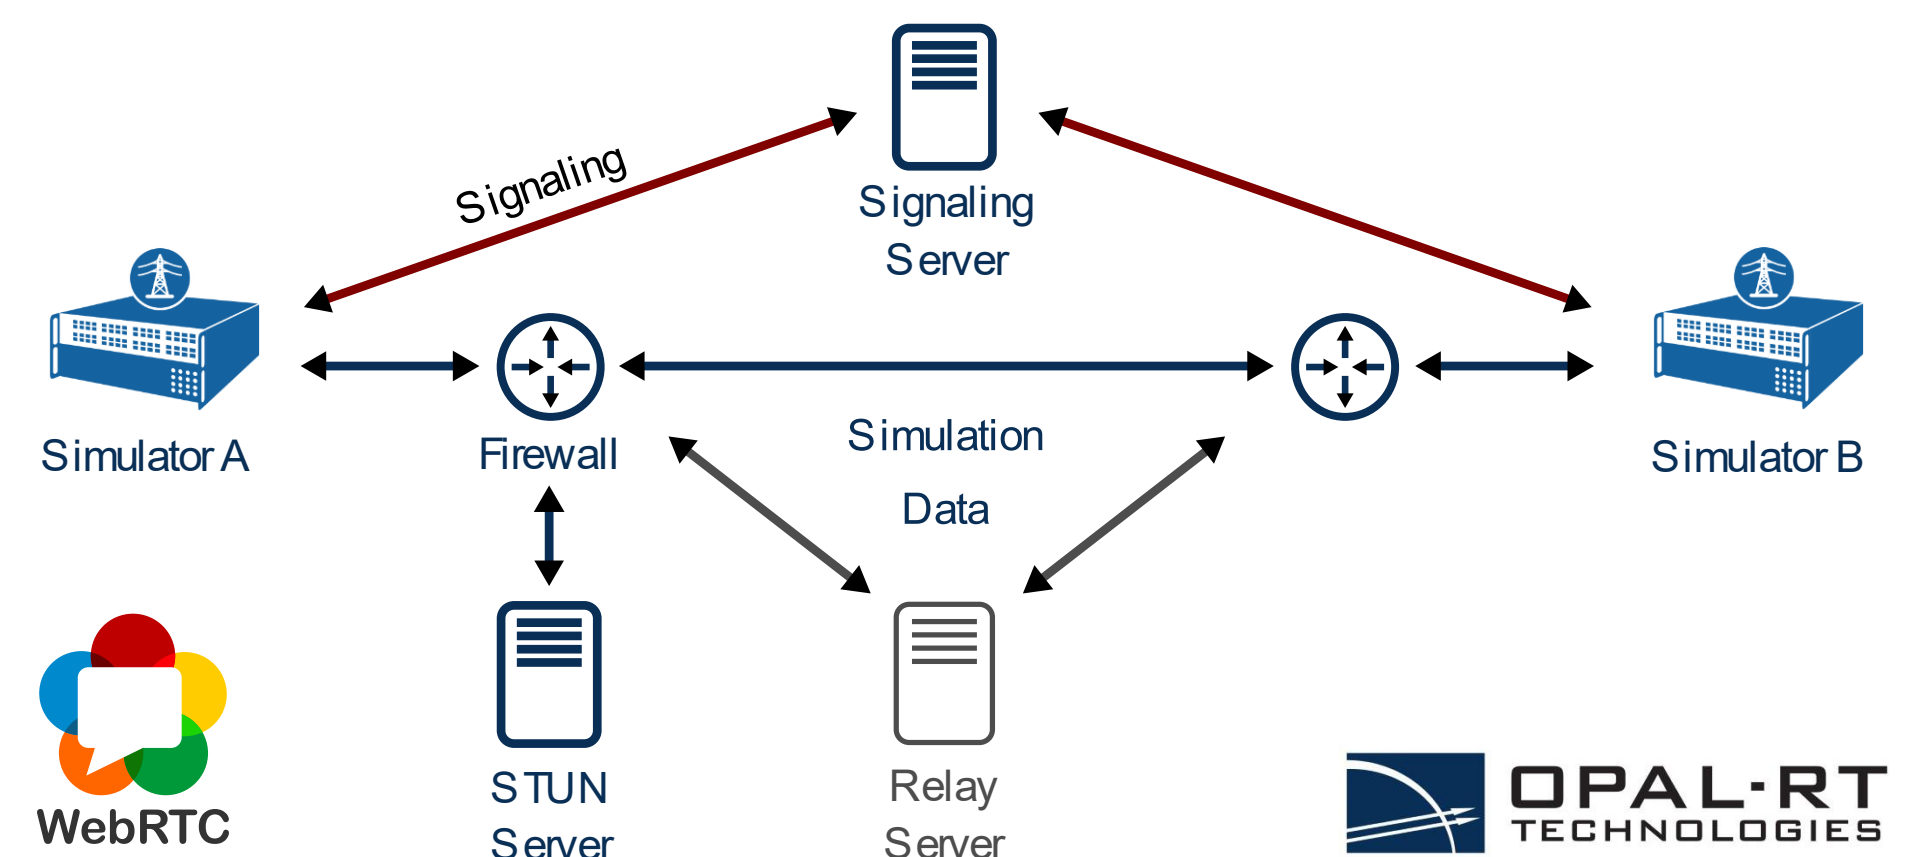 Signaling
Signaling
Server
Simulator A
Firewall
Simulation
Data
Simulator B
STUN
Server
Relay
Server
WebRTC
OPAL-RT
TECHNOLOGIES